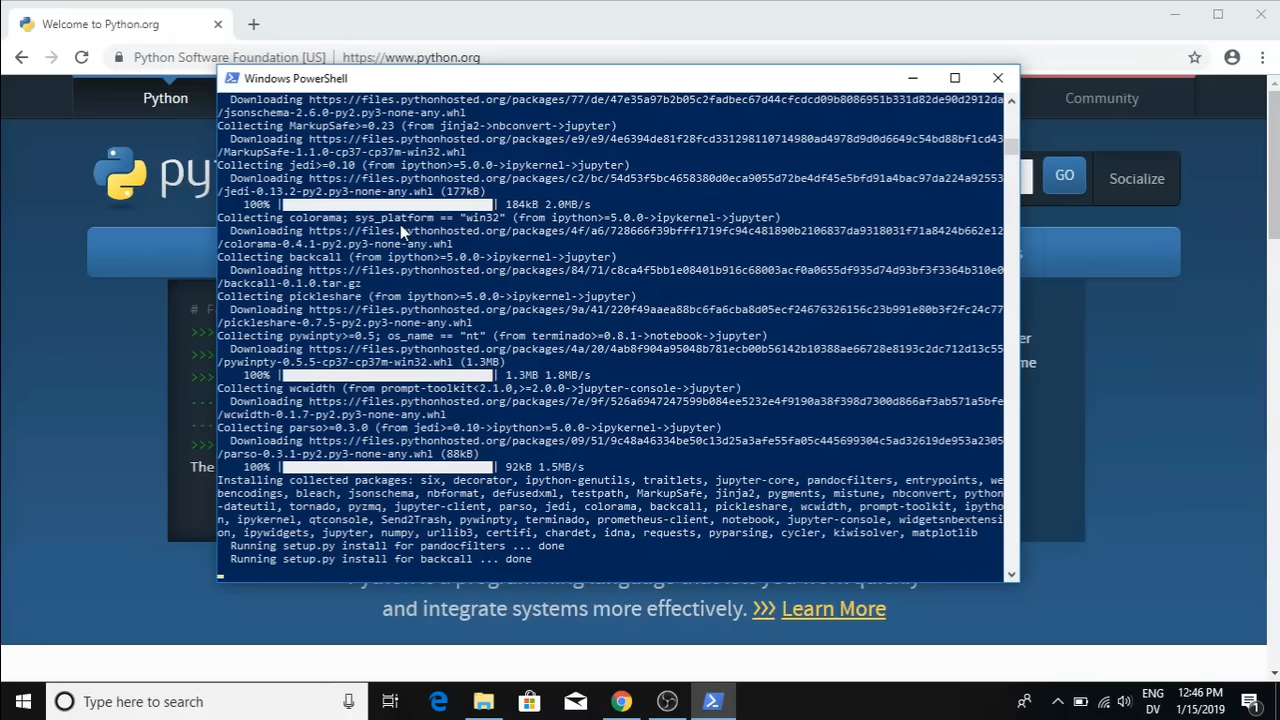 Welcome to Python.org
Python Software Foundation [US]
https://www.python.org
Windows PowerShell
Python
Community
py
GO
Socialize
Downloading https://files.pythonhosted.org/packages/77/de/47e35a97b2b05c2fadbec67d44cfcdcd09b8086951b331d82de90d2912da
/jsonschema-2.6.0-py2.py3-none-any.whl
Collecting MarkupSafe>=0.23 (from jinja2->nbconvert->jupyter)
Downloading https://files.pythonhosted.org/packages/e9/e9/4e6394de81f28fcd331298110714980ad4978d9d0d6649c54bd88bf1cd43
/MarkupSafe-1.1.0-cp37-cp37m-win32.whl
Collecting jedi>=0.10 (from ipython>=5.0.0->ipykernel->jupyter)
Downloading https://files.pythonhosted.org/packages/c2/bc/54d53f5bc4658380d0eca9055d72be4df45e5bfd91a4bac97da224a92553
/jedi-0.13.2-py2.py3-none-any.whl (177kB)
100% | | 184kB 2.0MB/s
Collecting colorama; sys_platform == "win32" (from ipython>=5.0.0->ipykernel->jupyter)
Downloading https://files.pythonhosted.org/packages/4f/a6/728666f39bfff1719fc94c481890b2106837da9318031f71a8424b662e12
/colorama-0.4.1-py2.py3-none-any.whl
Collecting backcall (from ipython>=5.0.0->ipykernel->jupyter)
Downloading https://files.pythonhosted.org/packages/84/71/c8ca4f5bb1e08401b916c68003acf0a0655df935d74d93bf3f3364b310e0
/backcall-0.1.0.tar.gz
Collecting pickleshare (from ipython>=5.0.0->ipykernel->jupyter)
Downloading https://files.pythonhosted.org/packages/9a/41/220f49aaea88bc6fa6cba8d05ecf24676326156c23b991e80b3f2fc24c77
/pickleshare-0.7.5-py2.py3-none-any.whl
Collecting pywinpty>=0.5; os_name == "nt" (from terminado>=0.8.1->notebook->jupyter)
Downloading https://files.pythonhosted.org/packages/4a/20/4ab8f904a95048b781ecb00b56142b10388ae66728e8193c2dc712d13c55
/pywinpty-0.5.5-cp37-cp37m-win32.whl (1.3MB)
100% | | 1.3MB 1.8MB/s
Collecting wcwidth (from prompt-toolkit<2.1.0,>=2.0.0->jupyter-console->jupyter)
Downloading https://files.pythonhosted.org/packages/7e/9f/526a6947247599b084ee5232e4f9190a38f398d7300d866af3ab571a5bfe
/wcwidth-0.1.7-py2.py3-none-any.whl
Collecting parso>=0.3.0 (from jedi>=0.10->ipython>=5.0.0->ipykernel->jupyter)
Downloading https://files.pythonhosted.org/packages/09/51/9c48a46334be50c13d25a3afe55fa05c445699304c5ad32619de953a2305
/parso-0.3.1-py2.py3-none-any.whl (88kB)
100% | | 92kB 1.5MB/s
Installing collected packages: six, decorator, ipython-genutils, traitlets, jupyter-core, pandocfilters, entrypoints, we
bencodings, bleach, jsonschema, nbformat, defusedxml, testpath, MarkupSafe, jinja2, pygments, mistune, nbconvert, python
-dateutil, tornado, pyzmq, jupyter-client, parso, jedi, colorama, backcall, pickleshare, wcwidth, prompt-toolkit, ipytho
n, ipykernel, qtconsole, Send2Trash, pywinpty, terminado, prometheus-client, notebook, jupyter-console, widgetsnbextensi
on, ipywidgets, jupyter, numpy, urllib3, certifi, chardet, idna, requests, pyparsing, cycler, kiwisolver, matplotlib
Running setup.py install for pandocfilters ... done
Running setup.py install for backcall ... done
# F
>>>
>>>
>>>
...
...
>>>
The
er
me
and integrate systems more effectively. >>> Learn More
Type here to search
ENG
DV
12:46 PM
1/15/2019
1